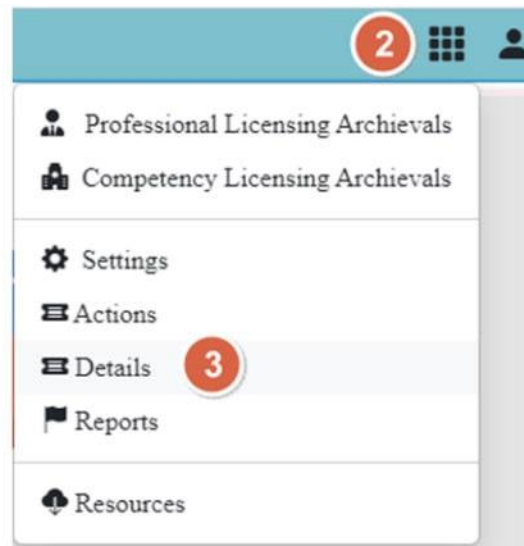 2
Professional Licensing Archievals
Competency Licensing Archievals
Settings
Actions
Details 3
Reports
Resources